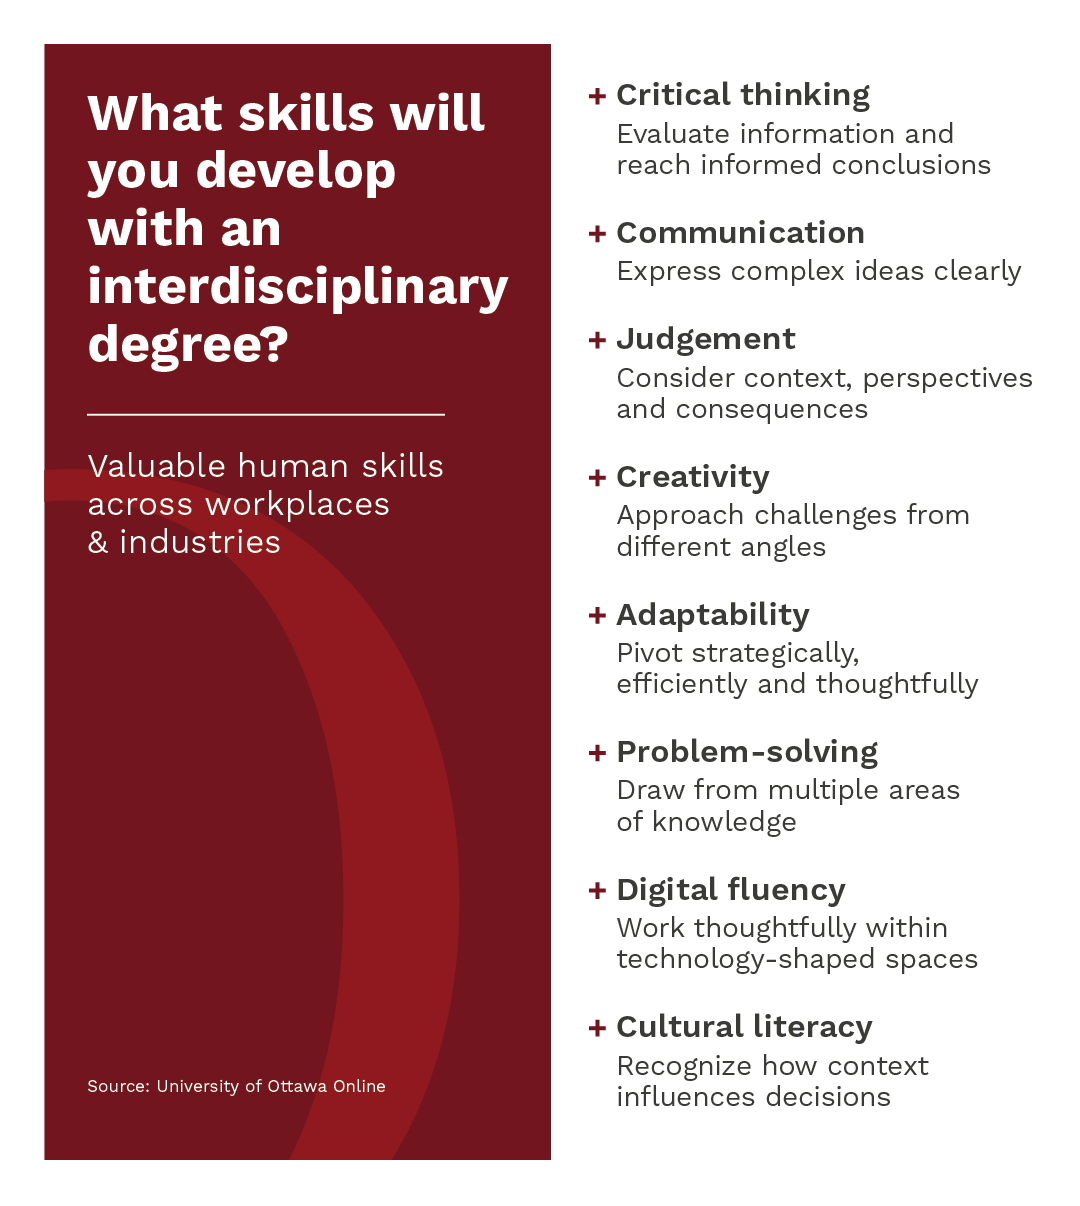 What skills will
you develop
with an
interdisciplinary
degree?
Valuable human skills
across workplaces
& industries
Source: University of Ottawa Online
+ Critical thinking
Evaluate information and
reach informed conclusions
+ Communication
Express complex ideas clearly
+ Judgement
Consider context, perspectives
and consequences
+ Creativity
Approach challenges from
different angles
+ Adaptability
Pivot strategically,
efficiently and thoughtfully
+ Problem-solving
Draw from multiple areas
of knowledge
+ Digital fluency
Work thoughtfully within
technology-shaped spaces
+ Cultural literacy
Recognize how context
influences decisions